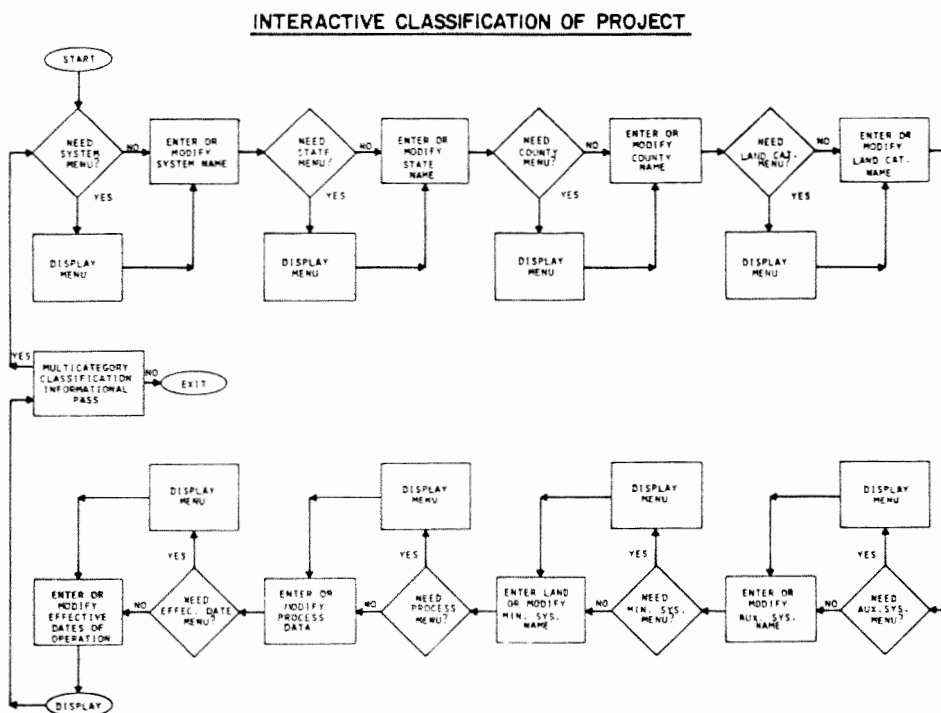 INTERACTIVE CLASSIFICATION OF PROJECT
START
NEED
SYSTEM
MENU?
NO
YES
ENTER OR
MODIFY
SYSTEM NAME
DISPLAY
MENU
NEED
STATE
MENU?
NO
YES
ENTER OR
MODIFY
STATE
NAME
DISPLAY
MENU
NEED
COUNTY
MENU?
NO
YES
ENTER OR
MODIFY
COUNTY
NAME
DISPLAY
MENU
NEED
LAND CAT.
MENU?
NO
YES
ENTER OR
MODIFY
LAND CAT.
NAME
DISPLAY
MENU
YES
MULTICATEGORY
CLASSIFICATION
INFORMATIONAL
PASS
NO
EXIT
DISPLAY
MENU
YES
ENTER OR
MODIFY
EFFECTIVE
DATES OF
OPERATION
NO
NEED
EFFEC. DATE
MENU?
DISPLAY
MENU
YES
ENTER OR
MODIFY
PROCESS
DATA
NO
NEED
PROCESS
MENU?
DISPLAY
MENU
YES
ENTER LAND
OR MODIFY
MIN. SYS.
NAME
NO
NEED
MIN. SYS.
MENU?
DISPLAY
MENU
YES
ENTER OR
MODIFY
AUX. SYS.
NAME
NO
NEED
AUX.SYS.
MENU?
DISPLAY